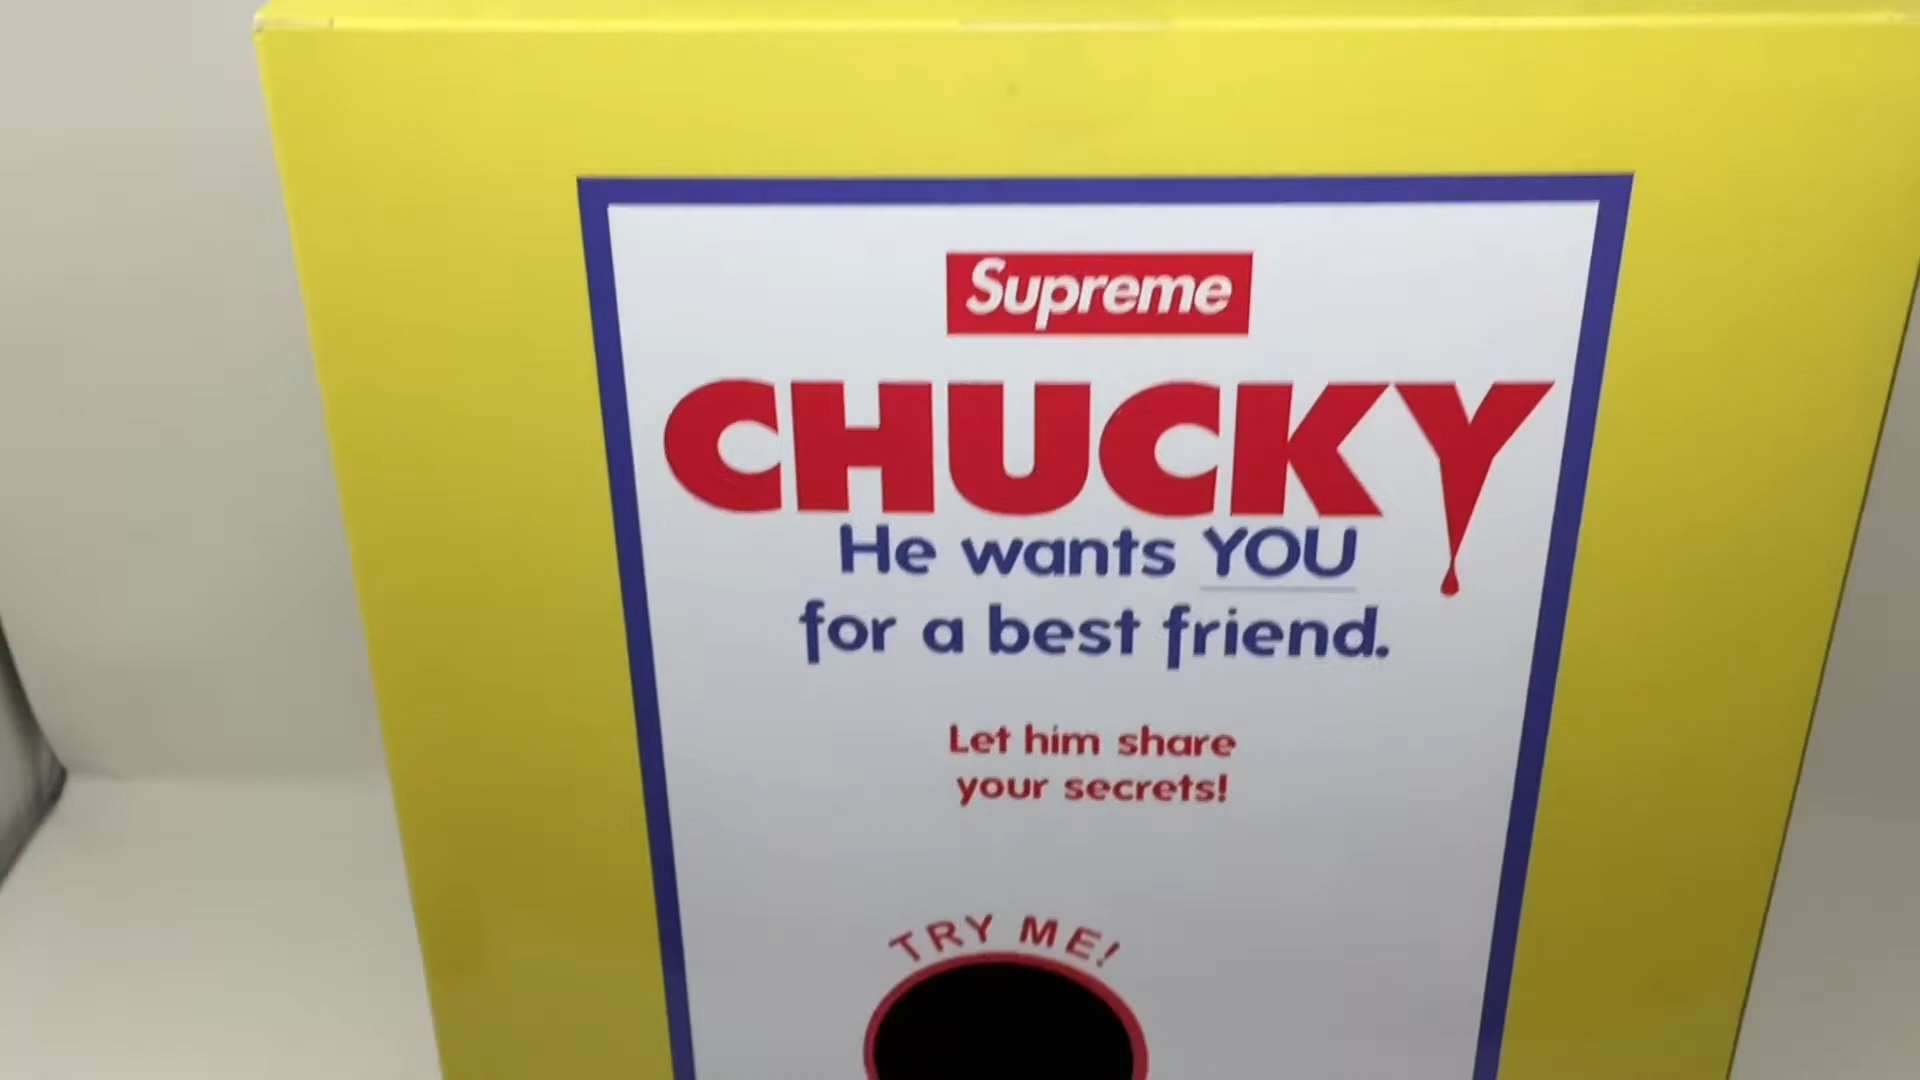 Supreme
CHUCKY
He wants YOU
for a best friend.
Let him share
your secrets!
TRY ME!